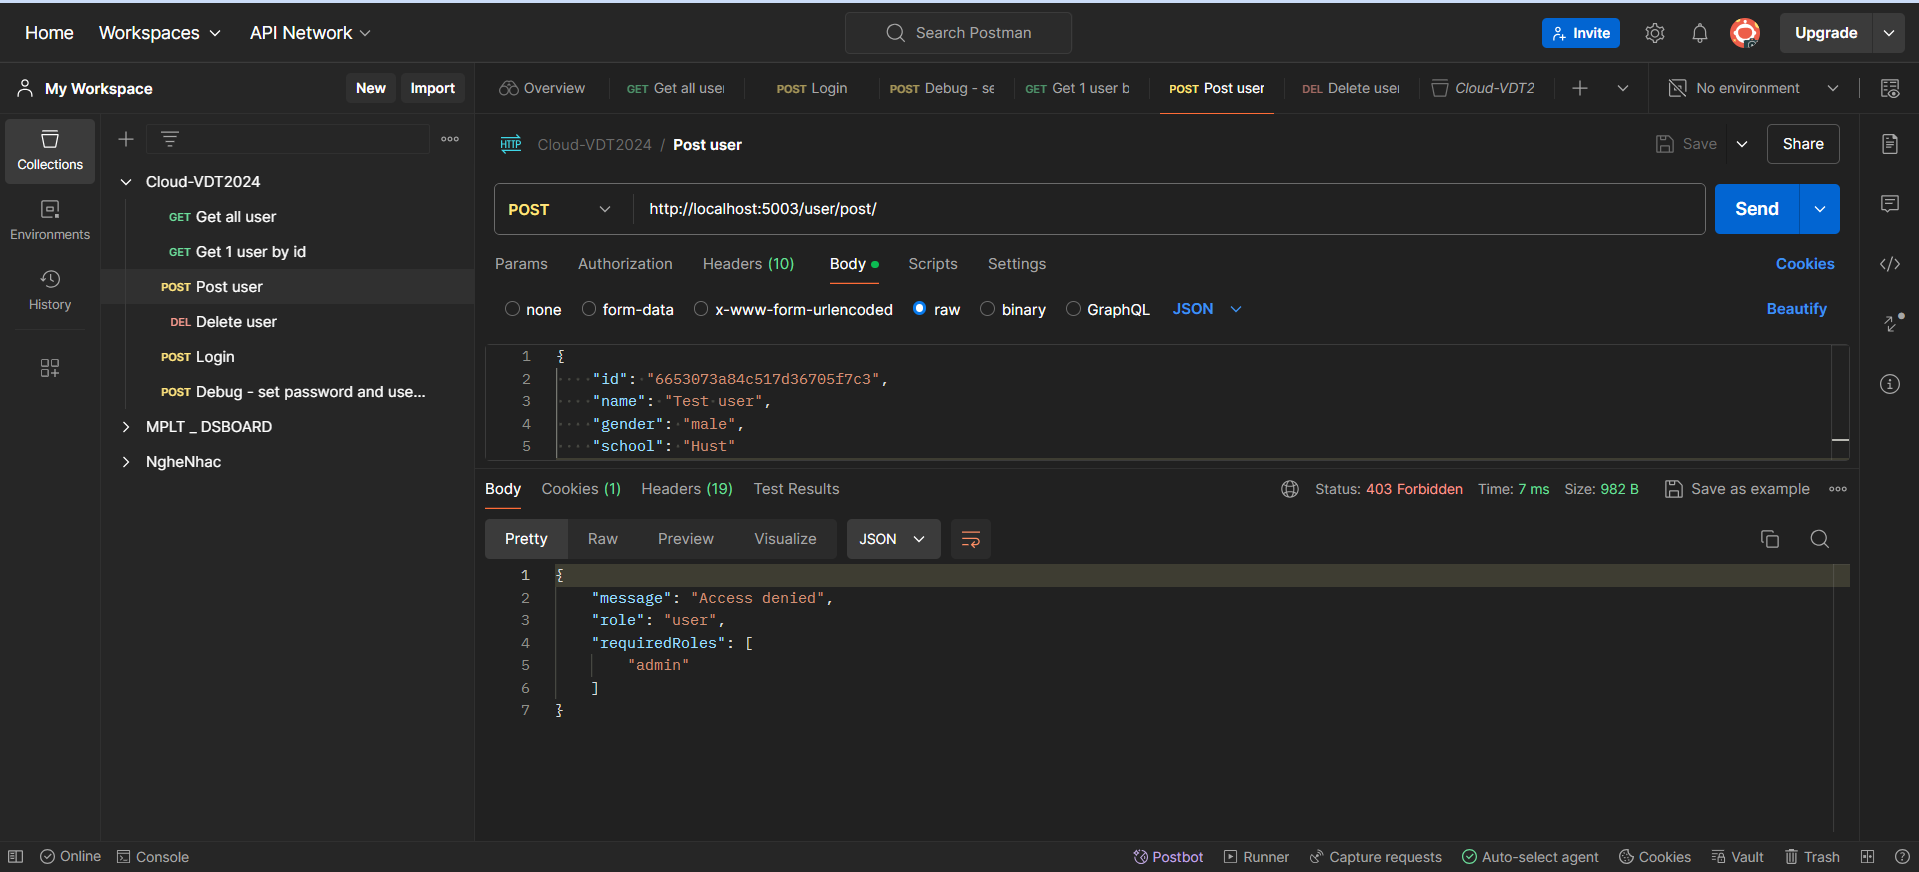 Home Workspaces API Network Search Postman Invite Upgrade
My Workspace New Import
Overview GET Get all user POST Login POST Debug - se GET Get 1 user b POST Post user DEL Delete user Cloud-VDT2 No environment
Collections
Environments
History
Cloud-VDT2024
GET Get all user
GET Get 1 user by id
POST Post user
DEL Delete user
POST Login
POST Debug - set password and use...
MPLT _ DSBOARD
NgheNhac
HTTP Cloud-VDT2024 / Post user Save Share
POST http://localhost:5003/user/post/ Send
Params Authorization Headers (10) Body Scripts Settings Cookies
none form-data x-www-form-urlencoded raw binary GraphQL JSON Beautify
1 {
2 "id": "6653073a84c517d36705f7c3",
3 "name": "Test user",
4 "gender": "male",
5 "school": "Hust"
Body Cookies (1) Headers (19) Test Results Status: 403 Forbidden Time: 7 ms Size: 982 B Save as example
Pretty Raw Preview Visualize JSON
1 {
2 "message": "Access denied",
3 "role": "user",
4 "requiredRoles": [
5 "admin"
6 ]
7 }
Online Console Postbot Runner Capture requests Auto-select agent Cookies Vault Trash